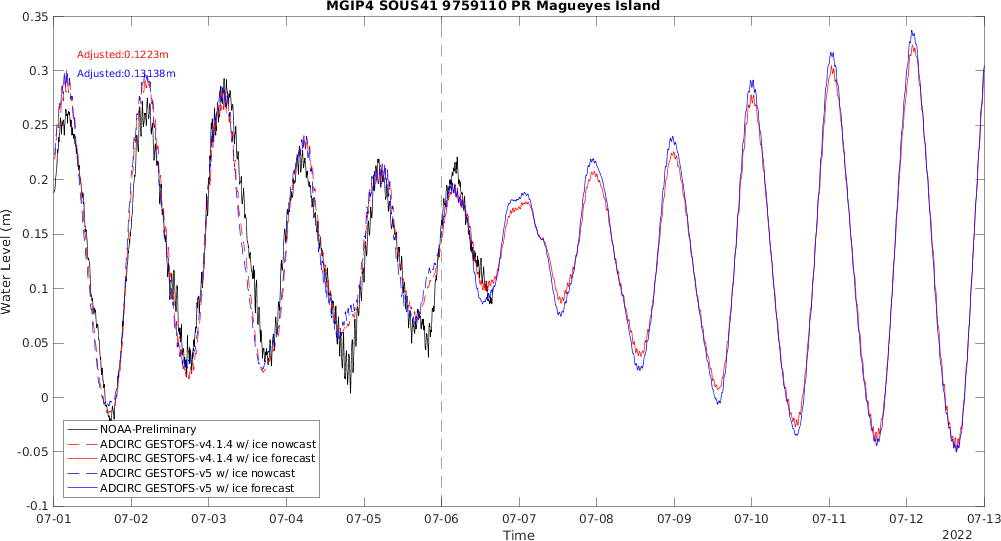 MGIP4 SOUS41 9759110 PR Magueyes Island
0.35
0.3
0.25
0.2
0.15
0.1
0.05
0
-0.05
-0.1
Water Level (m)
Adjusted:0.1223m
Adjusted:0.13138m
NOAA-Preliminary
ADCIRC GESTOFS-v4.1.4 w/ ice nowcast
ADCIRC GESTOFS-v4.1.4 w/ ice forecast
ADCIRC GESTOFS-v5 w/ ice nowcast
ADCIRC GESTOFS-v5 w/ ice forecast
07-01 07-02 07-03 07-04 07-05 07-06 07-07 07-08 07-09 07-10 07-11 07-12 07-13
Time
2022